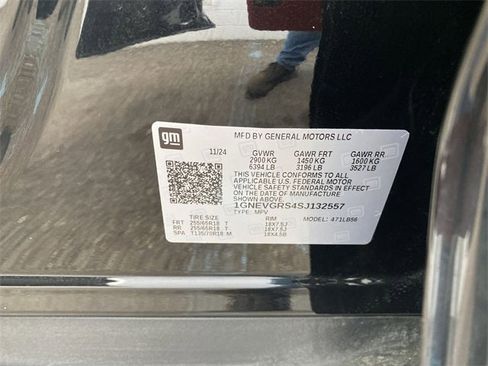 gm
MFD BY GENERAL MOTORS LLC
11/24 GVWR GAWR FRT GAWR RR
2900 KG 1450 KG 1600 KG
6394 LB 3196 LB 3527 LB
THIS VEHICLE CONFORMS TO ALL
APPLICABLE U.S. FEDERAL MOTOR
VEHICLE SAFETY STANDARDS IN
EFFECT ON THE DATE OF MANUFACTURE
SHOWN ABOVE.
1GNEVGRS4SJ132557
TYPE: MPV MODEL: 471LB56
TIRE SIZE RIM
FRT 255/65R18 T 18X7.5J
RR 255/65R18 T 18X7.5J
SPA T135/70R18 M 18X4.5B